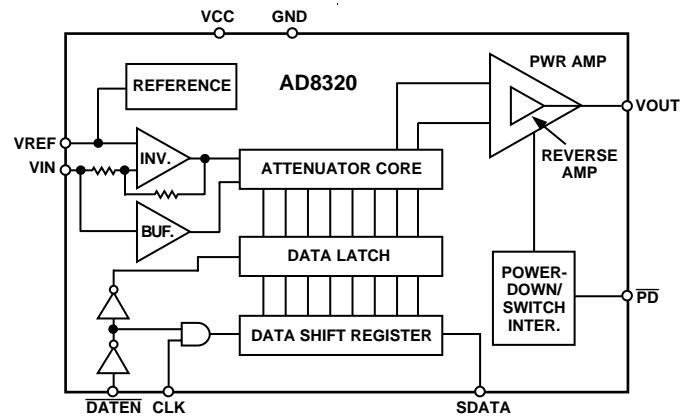 VCC GND
PWR AMP
REFERENCE
AD8320
VOUT
VREF
INV.
REVERSE
AMP
VIN
ATTENUATOR CORE
BUF.
DATA LATCH
POWER-
DOWN/
SWITCH
INTER.
PD
DATA SHIFT REGISTER
DATEN CLK SDATA